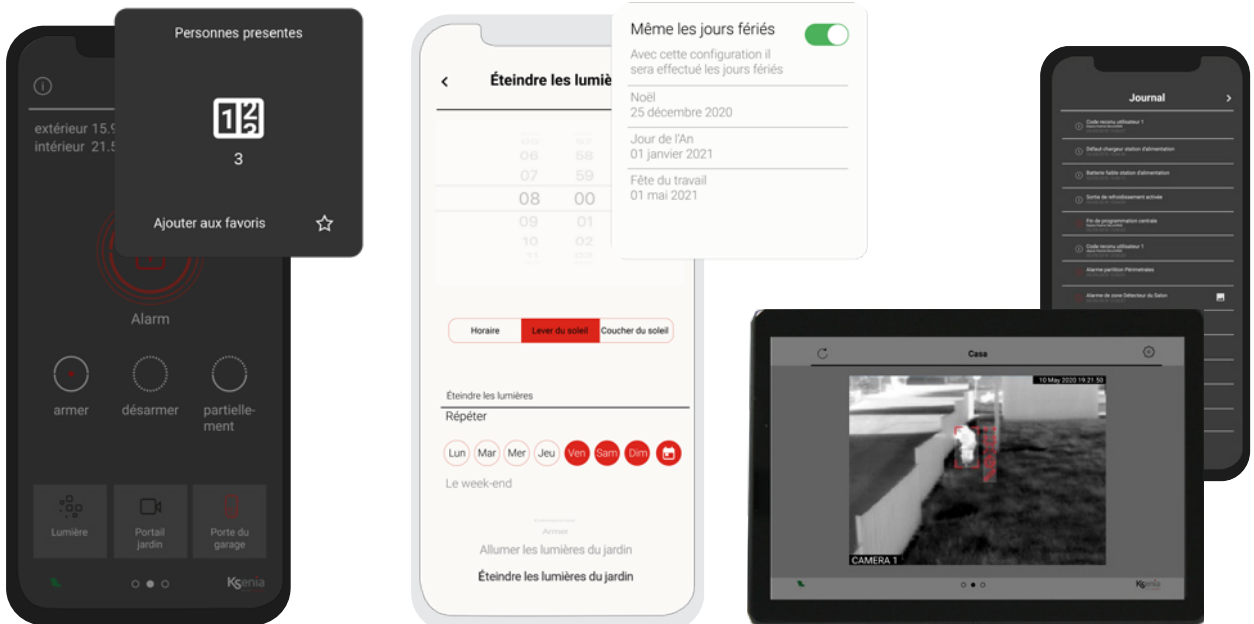 Personnes presentes
12
3
3
Ajouter aux favoris
extérieur 15.9
intérieur 21.5
Alarm
armer
désarmer
partielle-
ment
Lumière
Portail
jardin
Porte du
garage
Ksenia
Éteindre les lumiè
06 58
07 59
08 00
09 01
10 02
Horaire
Lever du soleil
Coucher du soleil
Éteindre les lumières
Répéter
Lun
Mar
Mer
Jeu
Ven
Sam
Dim
Le week-end
Armer
Allumer les lumières du jardin
Éteindre les lumières du jardin
Même les jours fériés
Avec cette configuration il
sera effectué les jours fériés
Noël
25 décembre 2020
Jour de l'An
01 janvier 2021
Fête du travail
01 mai 2021
Journal
Code reconu utilisateur 1
Défaut chargeur station d'alimentation
Batterie faible station d'alimentation
Sortie de refroidissement activée
Fin de programmation centrale
Code reconu utilisateur 1
Alarme partition Périmetrales
Alarme de zone Détecteur du Salon
Casa
10 May 2020 19.21.50
CAMERA 1
Ksenia